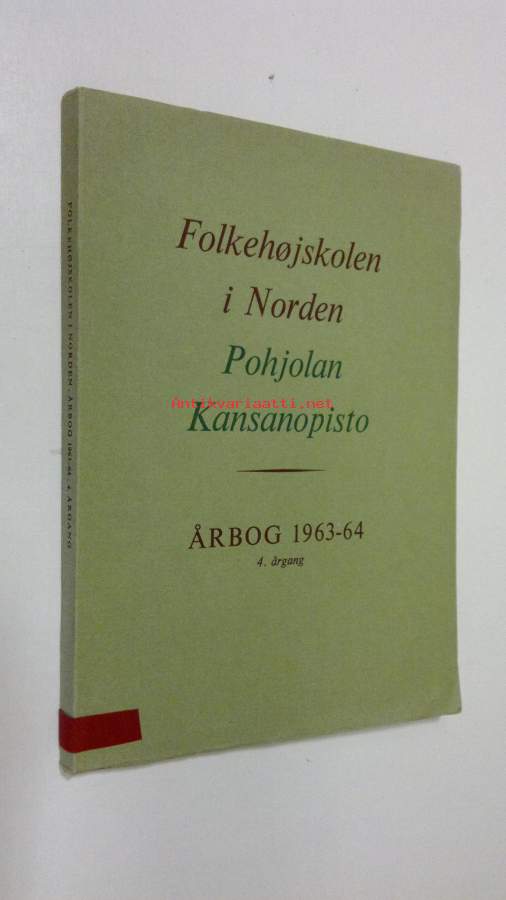 Folkehøjskolen
i Norden
Pohjolan
Antikvariaatti.net
Kansanopisto
ÅRBOG 1963-64
4. årgang
FOLKEHØJSKOLEN I NORDEN · ÅRBOG 1963-64 · 4. ÅRGANG